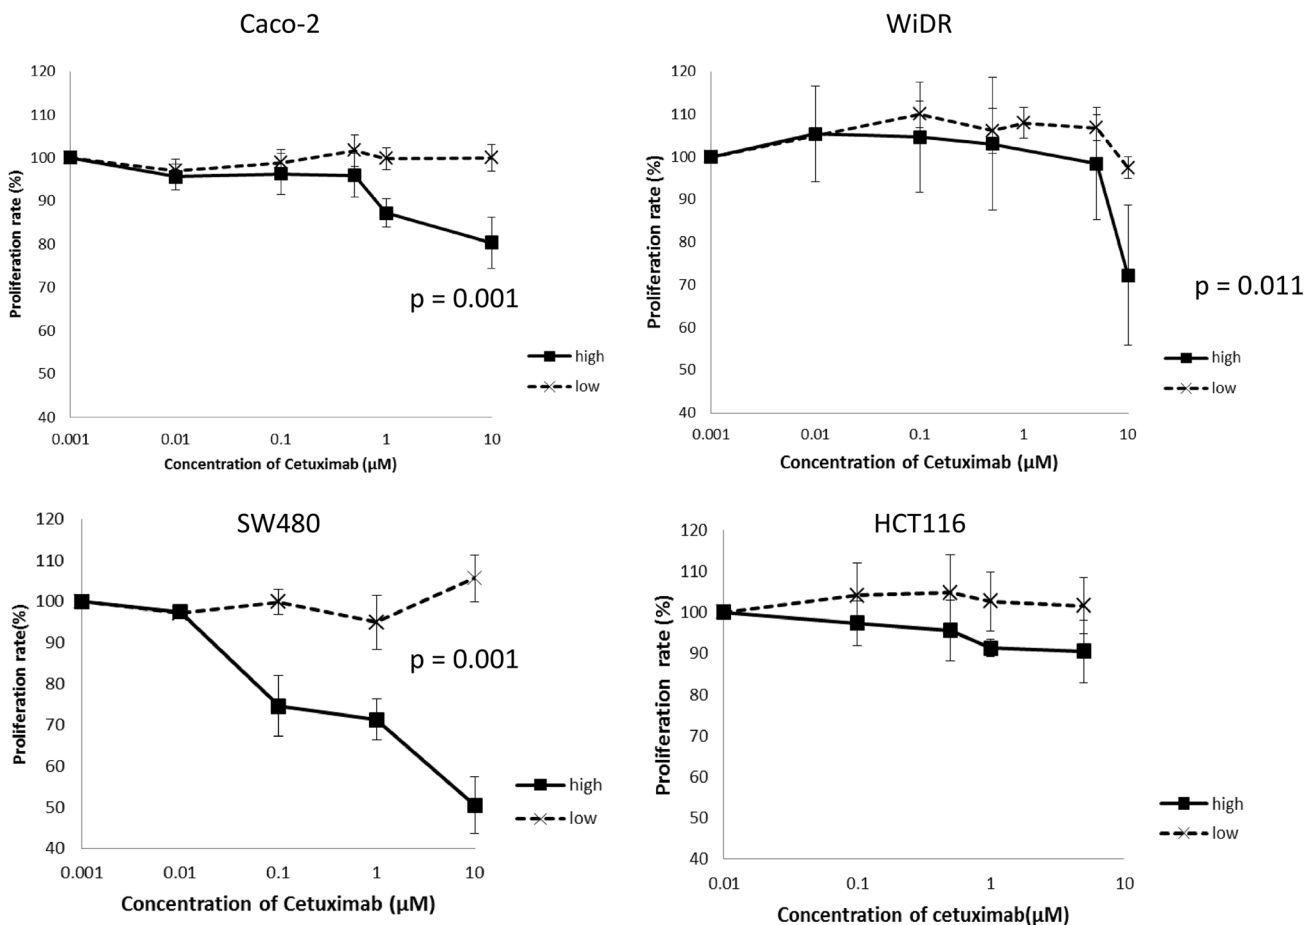 Caco-2
120
110
100
90
80
70
60
50
40
Proliferation rate (%)
0.001 0.01 0.1 1 10
Concentration of Cetuximab (µM)
p = 0.001
high
low
WiDR
120
110
100
90
80
70
60
50
40
Proliferation rate (%)
0.001 0.01 0.1 1 10
Concentration of Cetuximab (µM)
p = 0.011
high
low
SW480
120
110
100
90
80
70
60
50
40
Proliferation rate(%)
0.001 0.01 0.1 1 10
Concentration of Cetuximab (µM)
p = 0.001
high
low
HCT116
120
110
100
90
80
70
60
50
40
Proliferation rate (%)
0.01 0.1 1 10
Concentration of cetuximab(µM)
high
low